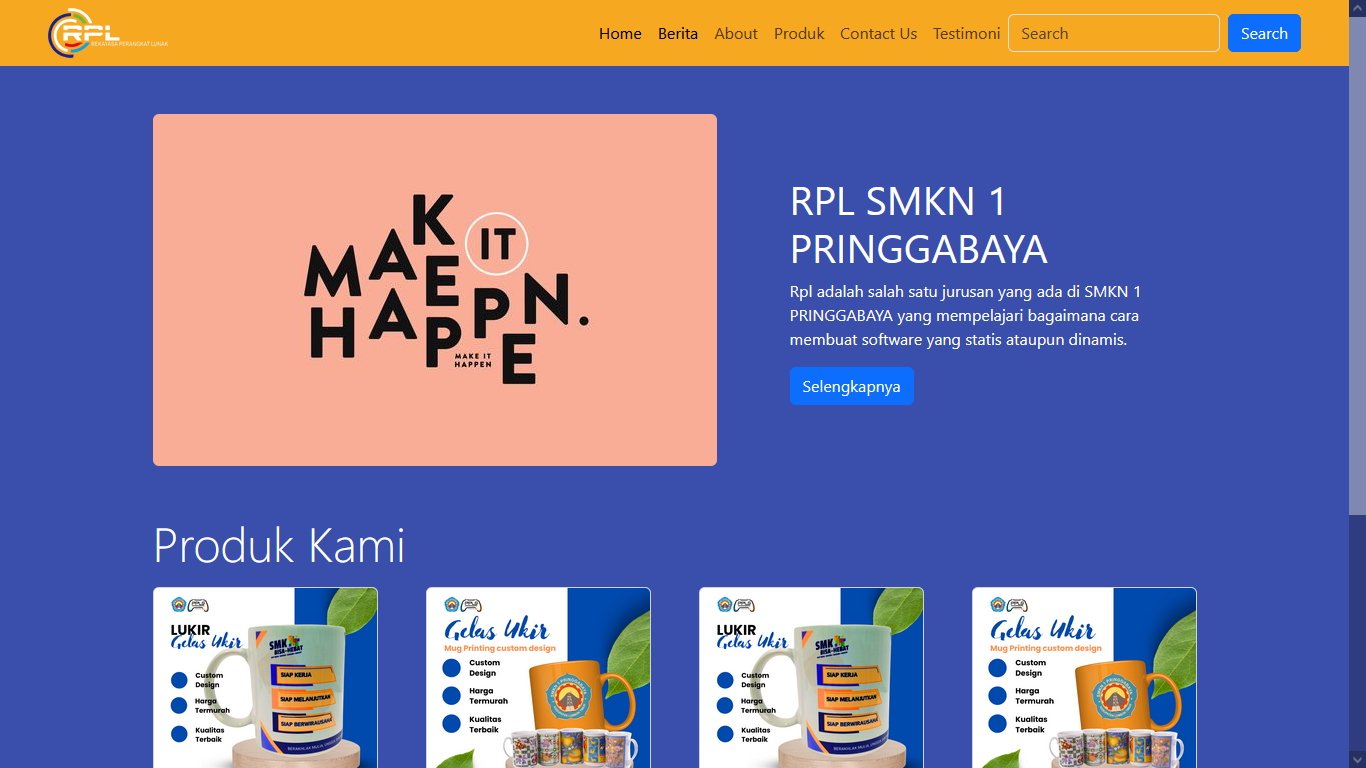 RPL
REKAYASA PERANGKAT LUNAK
Home Berita About Produk Contact Us Testimoni Search Search
MAKE IT
HAPPEN.
MAKE IT
HAPPEN
RPL SMKN 1
PRINGGABAYA
Rpl adalah salah satu jurusan yang ada di SMKN 1
PRINGGABAYA yang mempelajari bagaimana cara
membuat software yang statis ataupun dinamis.
Selengkapnya
Produk Kami
LUKIR
Gelas Ukir
Custom
Design
Harga
Termurah
Kualitas
Terbaik
SMK
BISA-HEBAT
SIAP KERJA
SIAP MELANJUTKAN
SIAP BERWIRAUSAHA
Gelas Ukir
Mug Printing custom design
Custom
Design
Harga
Termurah
Kualitas
Terbaik
LUKIR
Gelas Ukir
Custom
Design
Harga
Termurah
Kualitas
Terbaik
SMK
BISA-HEBAT
SIAP KERJA
SIAP MELANJUTKAN
SIAP BERWIRAUSAHA
Gelas Ukir
Mug Printing custom design
Custom
Design
Harga
Termurah
Kualitas
Terbaik